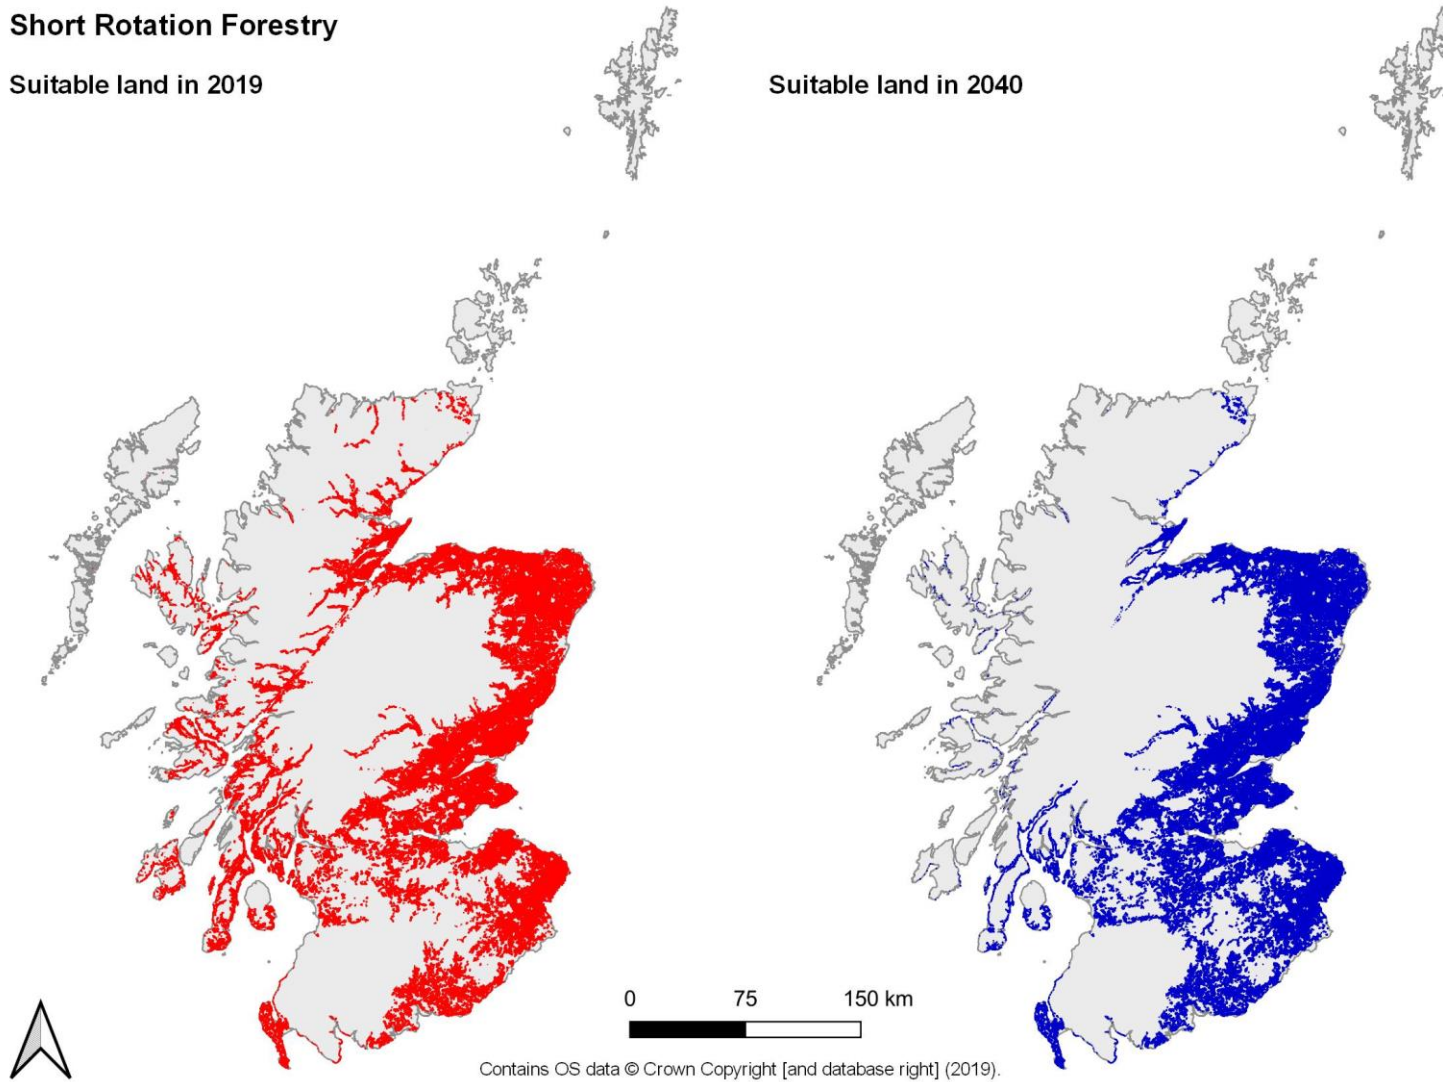 Short Rotation Forestry
Suitable land in 2019
Suitable land in 2040
0 75 150 km
Contains OS data © Crown Copyright [and database right] (2019).